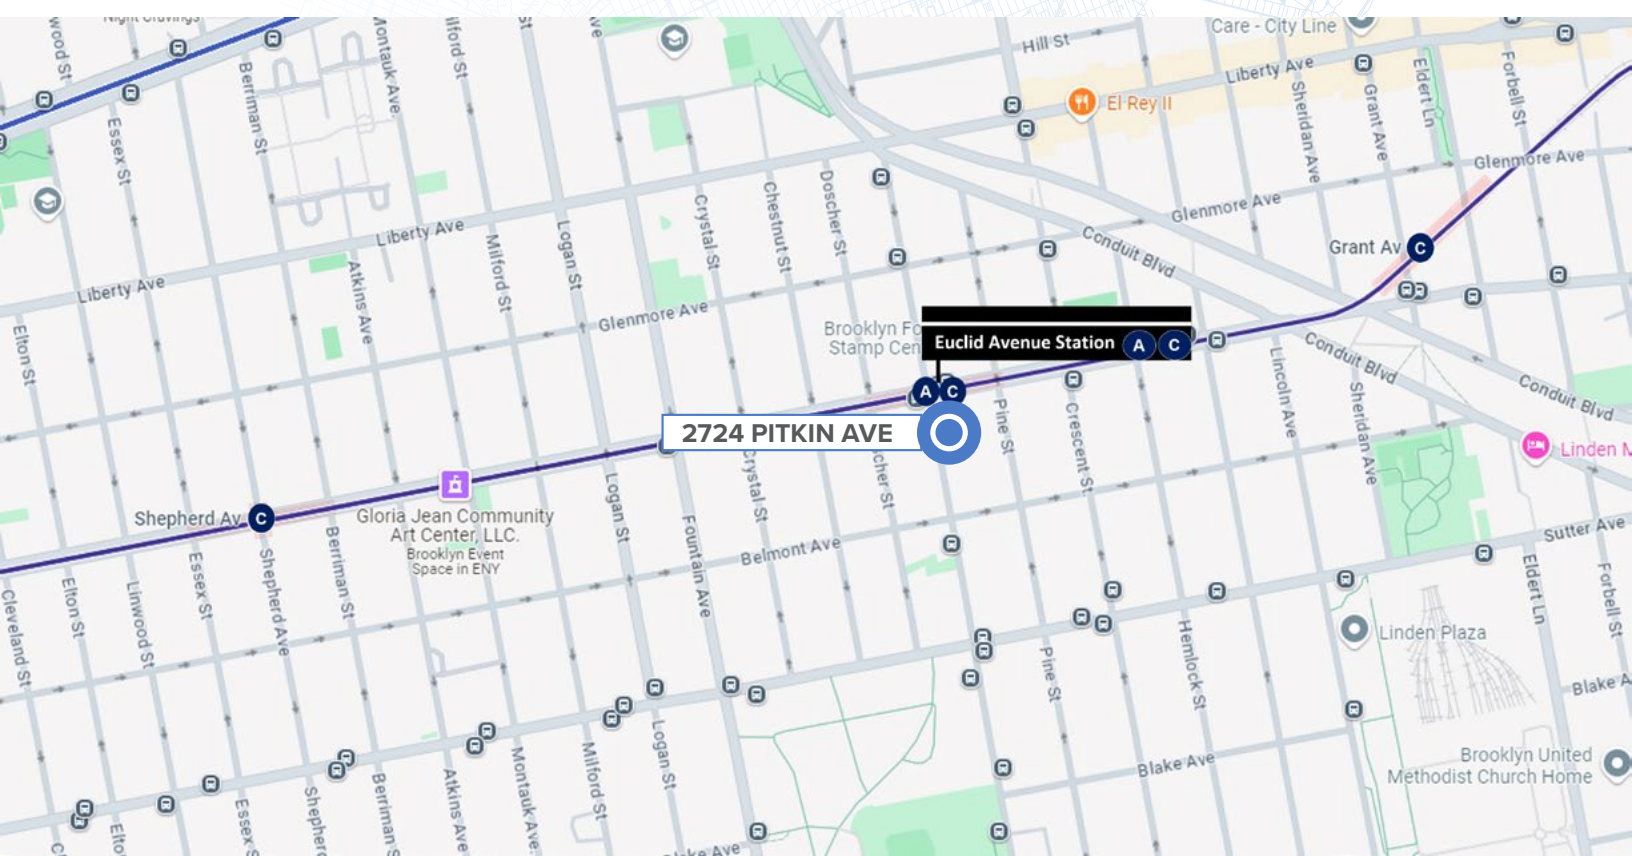 Night Cravings
Montauk Ave.
Milford St
Hill St
Care - City Line
Liberty Ave
El Rey II
Berriman St
Essex St
Eldert Ln
Forbell St
Sheridan Ave
Grant Ave
Glenmore Ave
Glenmore Ave
Crystal St
Chestnut St
Doscher St
Conduit Blvd
Grant Av
C
Liberty Ave
Liberty Ave
Milford St
Logan St
Atkins Ave
Glenmore Ave
Elton St
Brooklyn Fo
Stamp Cen
Euclid Avenue Station A C
A C
Conduit Blvd
Conduit Blvd
Lincoln Ave
Sheridan Ave
Pine St
Crescent St.
2724 PITKIN AVE
Linden M
Crystal St
scher St
Shepherd Av C
Gloria Jean Community
Art Center, LLC.
Brooklyn Event
Space in ENY
Logan St
Fountain Ave
Belmont Ave
Sutter Ave
Cleveland St
Elton St
Linwood St
Essex St
Shepherd Ave
Berriman St
Eldert Ln
Forbell St
Linden Plaza
Pine St
Hemlock St
Blake A
Blake Ave
Brooklyn United
Methodist Church Home
Logan St
Milford St
Montauk Ave.
Atkins Ave
Berriman S
Shepherd
Essex S
Elto
Blake Ave